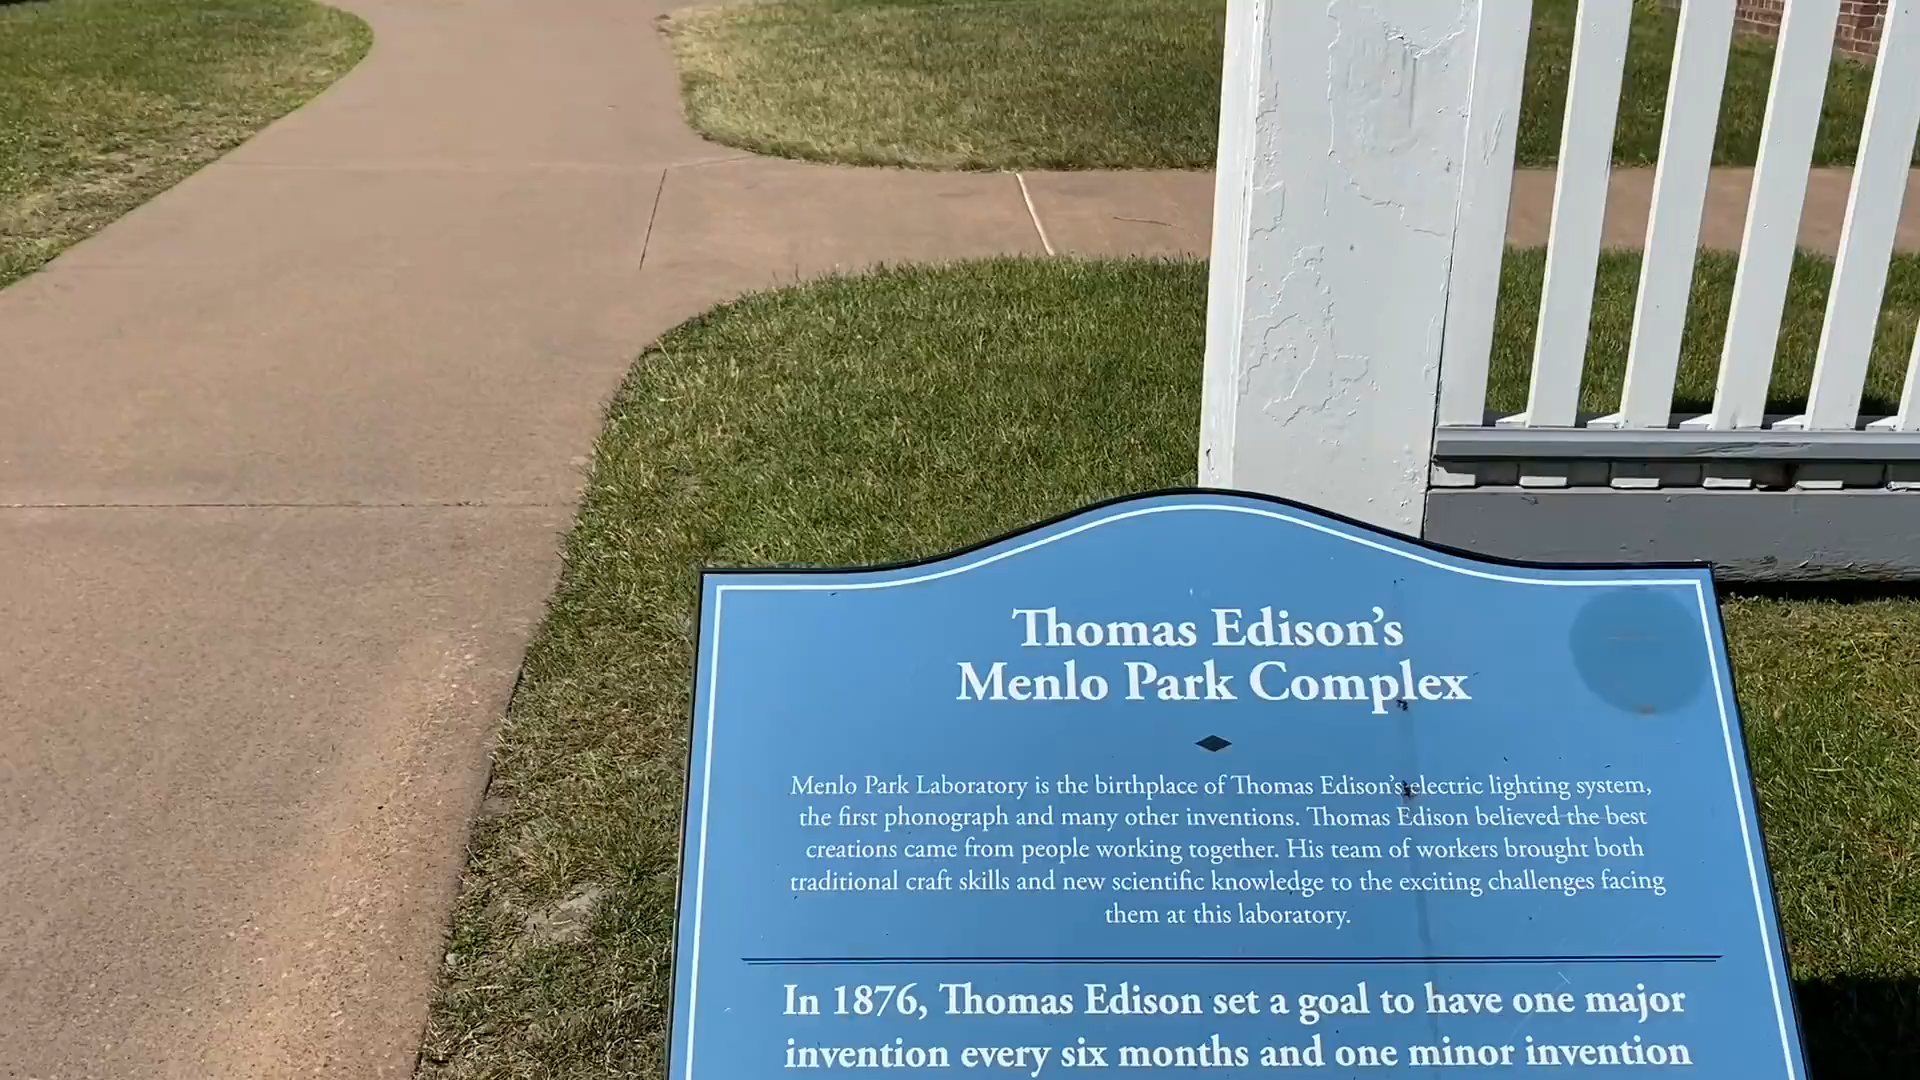 Thomas Edison's
Menlo Park Complex
Menlo Park Laboratory is the birthplace of Thomas Edison's electric lighting system,
the first phonograph and many other inventions. Thomas Edison believed the best
creations came from people working together. His team of workers brought both
traditional craft skills and new scientific knowledge to the exciting challenges facing
them at this laboratory.
In 1876, Thomas Edison set a goal to have one major
invention every six months and one minor invention